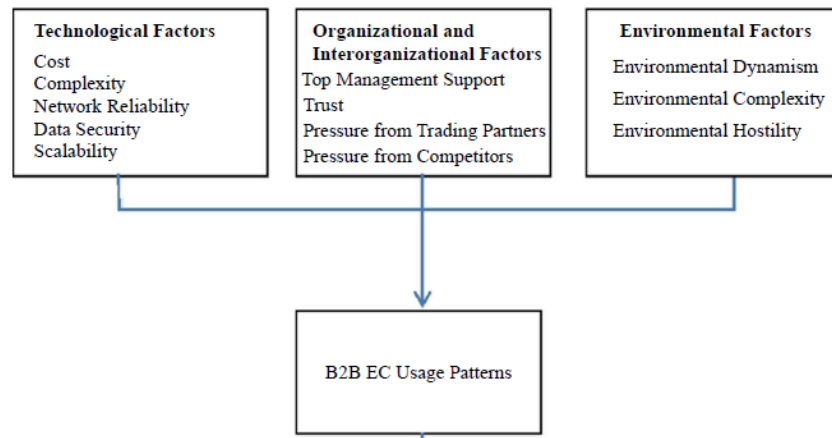 Technological Factors
Cost
Complexity
Network Reliability
Data Security
Scalability
Organizational and
Interorganizational Factors
Top Management Support
Trust
Pressure from Trading Partners
Pressure from Competitors
Environmental Factors
Environmental Dynamism
Environmental Complexity
Environmental Hostility
B2B EC Usage Patterns